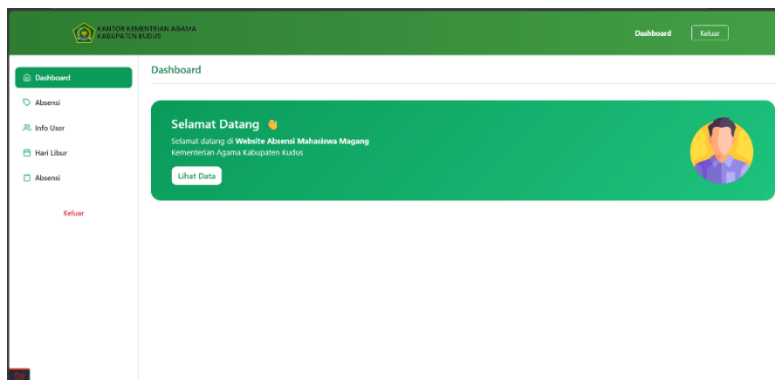 KANTOR KEMENTRIAN AGAMA
KABUPATEN KUDUS
Dashboard
Keluar
Dashboard
Absensi
Info User
Hari Libur
Absensi
Keluar
Dashboard
Selamat Datang 👋
Selamat datang di Website Absensi Mahasiswa Magang
Kementerian Agama Kabupaten Kudus
Lihat Data